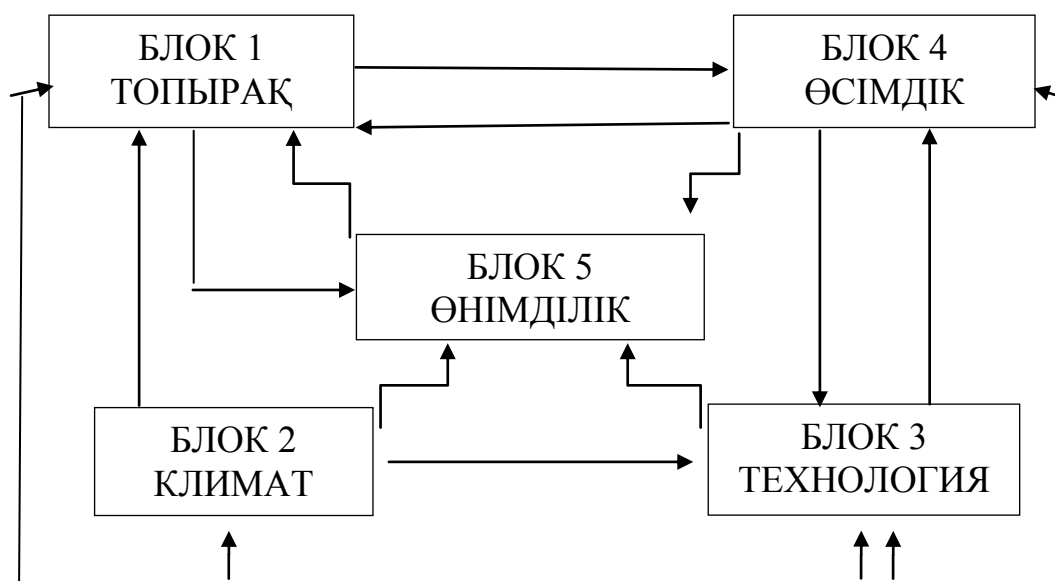 БЛОК 1
ТОПЫРАҚ
БЛОК 4
ӨСІМДІК
БЛОК 5
ӨНІМДІЛІК
БЛОК 2
КЛИМАТ
БЛОК 3
ТЕХНОЛОГИЯ